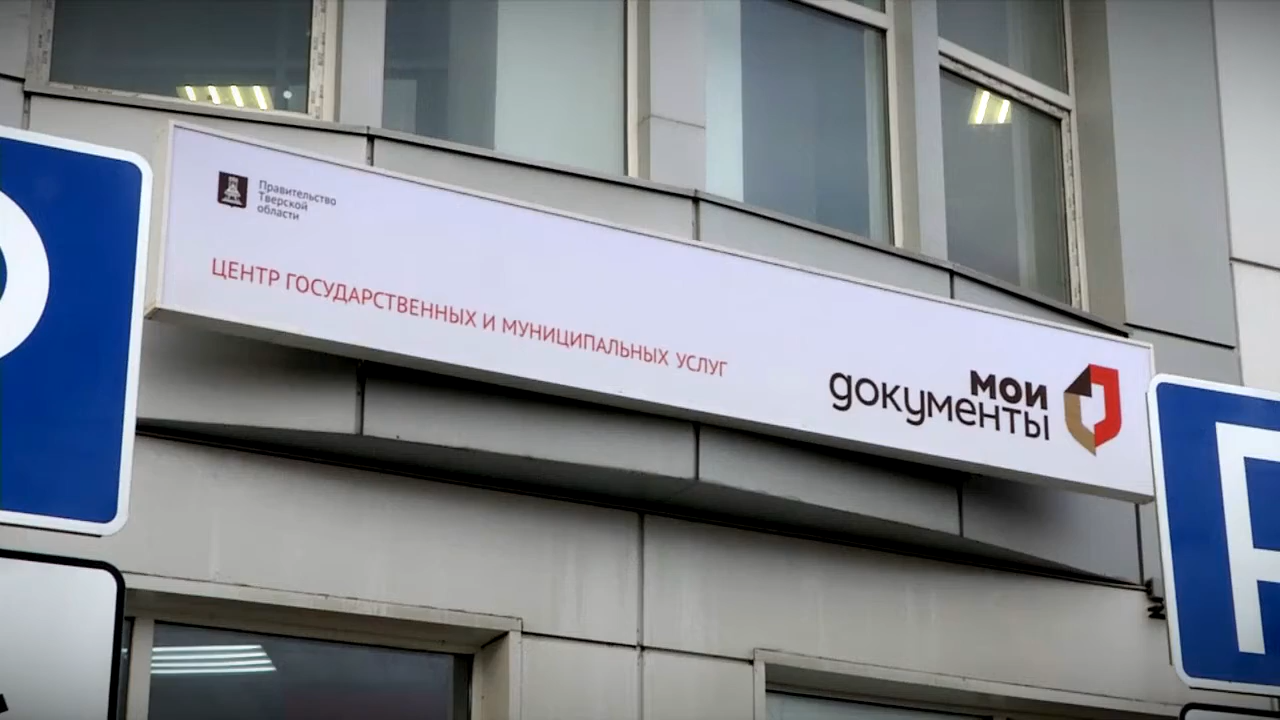 Правительство
Тверской
области
ЦЕНТР ГОСУДАРСТВЕННЫХ И МУНИЦИПАЛЬНЫХ УСЛУГ
мои
документы
P